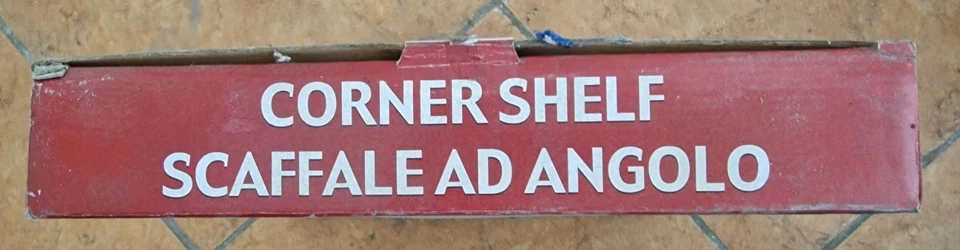 CORNER SHELF
SCAFFALE AD ANGOLO